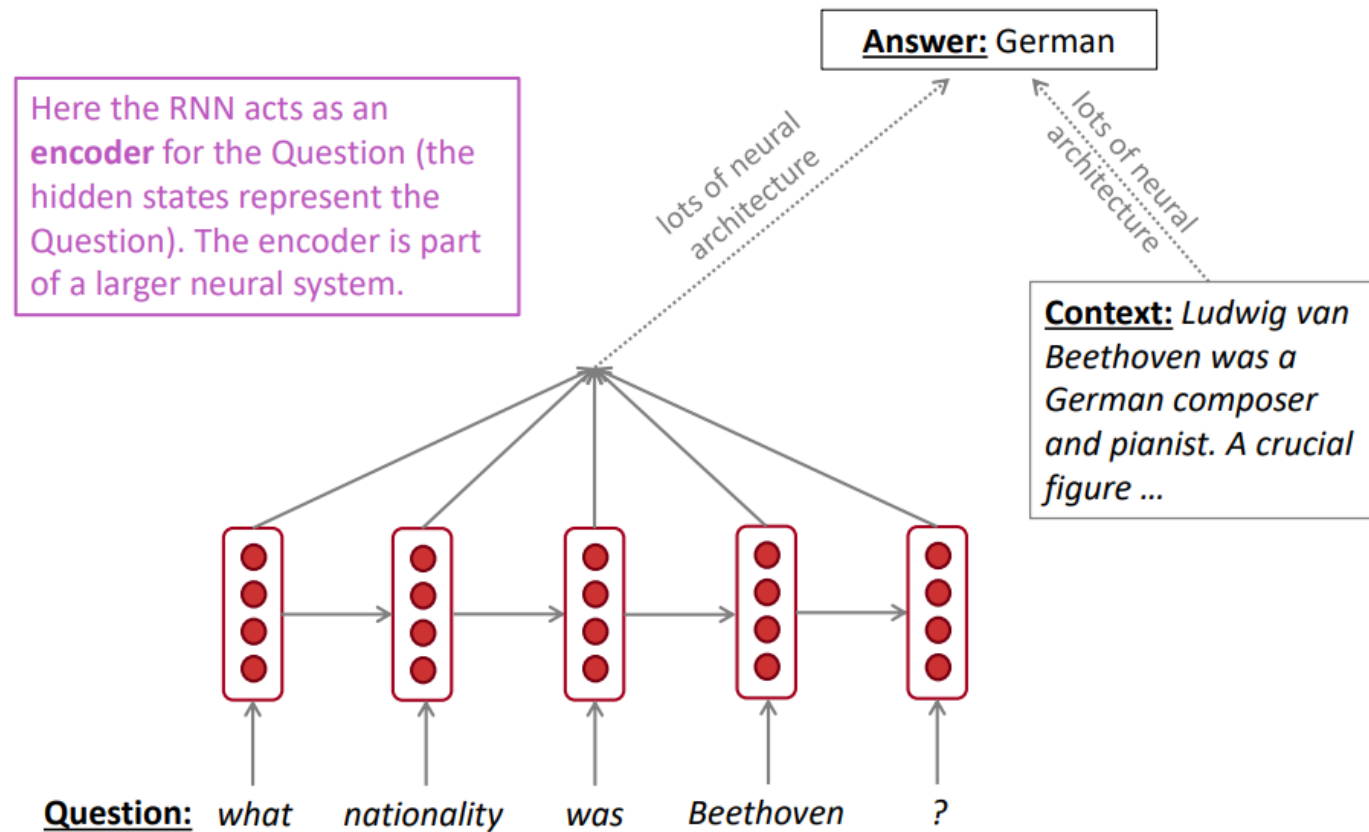 Answer: German
Here the RNN acts as an
encoder for the Question (the
hidden states represent the
Question). The encoder is part
of a larger neural system.
lots of neural
architecture
lots of neural
architecture
Context: Ludwig van
Beethoven was a
German composer
and pianist. A crucial
figure ...
Question: what nationality was Beethoven ?